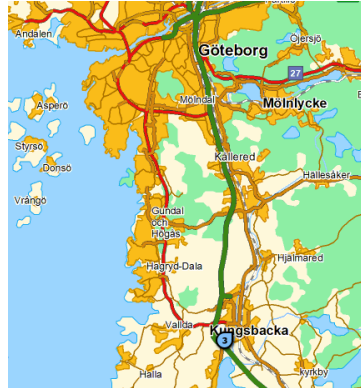 Andalen
Öjersjö
Göteborg
27
Asperö
Mölndal
Mölnlycke
Styrsö
Donsö
Kållered
Hällesåker
Vrångö
Gundal
och
Högås
Hjälmared
Hagryd-Dala
Vallda
Kungsbacka
3
Halla
kyrkby